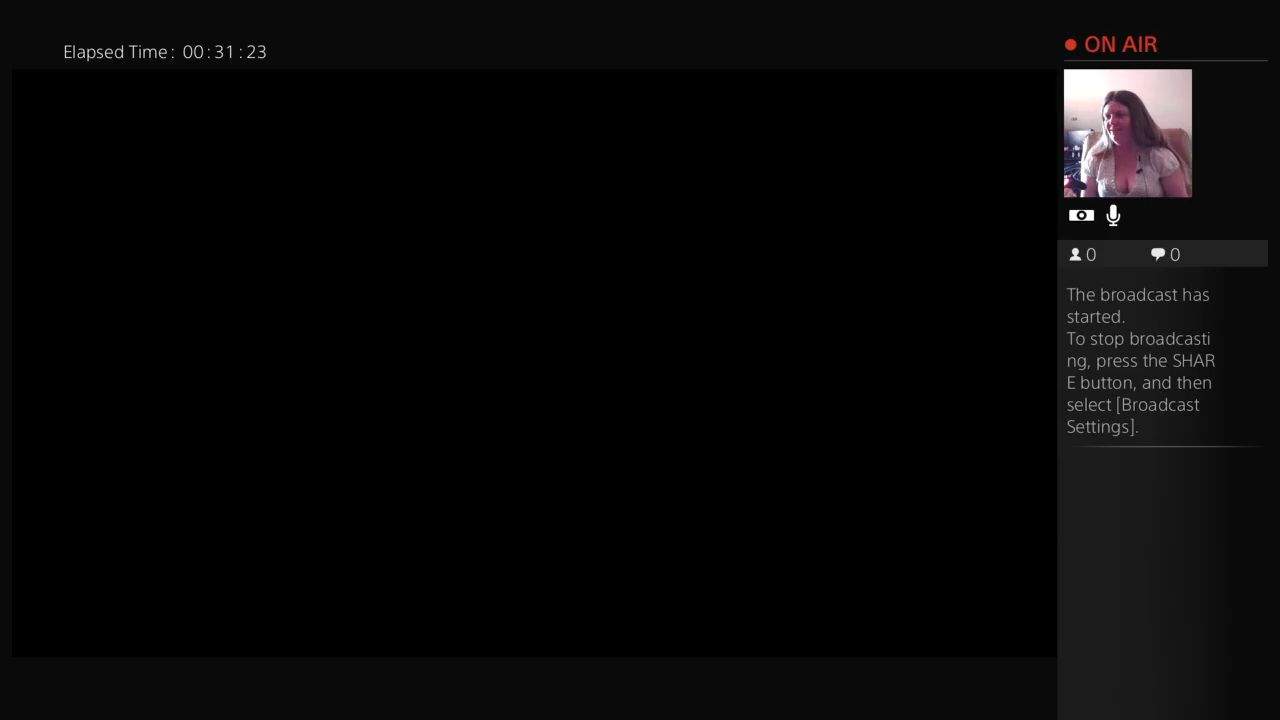 Elapsed Time: 00:31:23
ON AIR
0 0
The broadcast has
started.
To stop broadcasti
ng, press the SHAR
E button, and then
select [Broadcast
Settings].